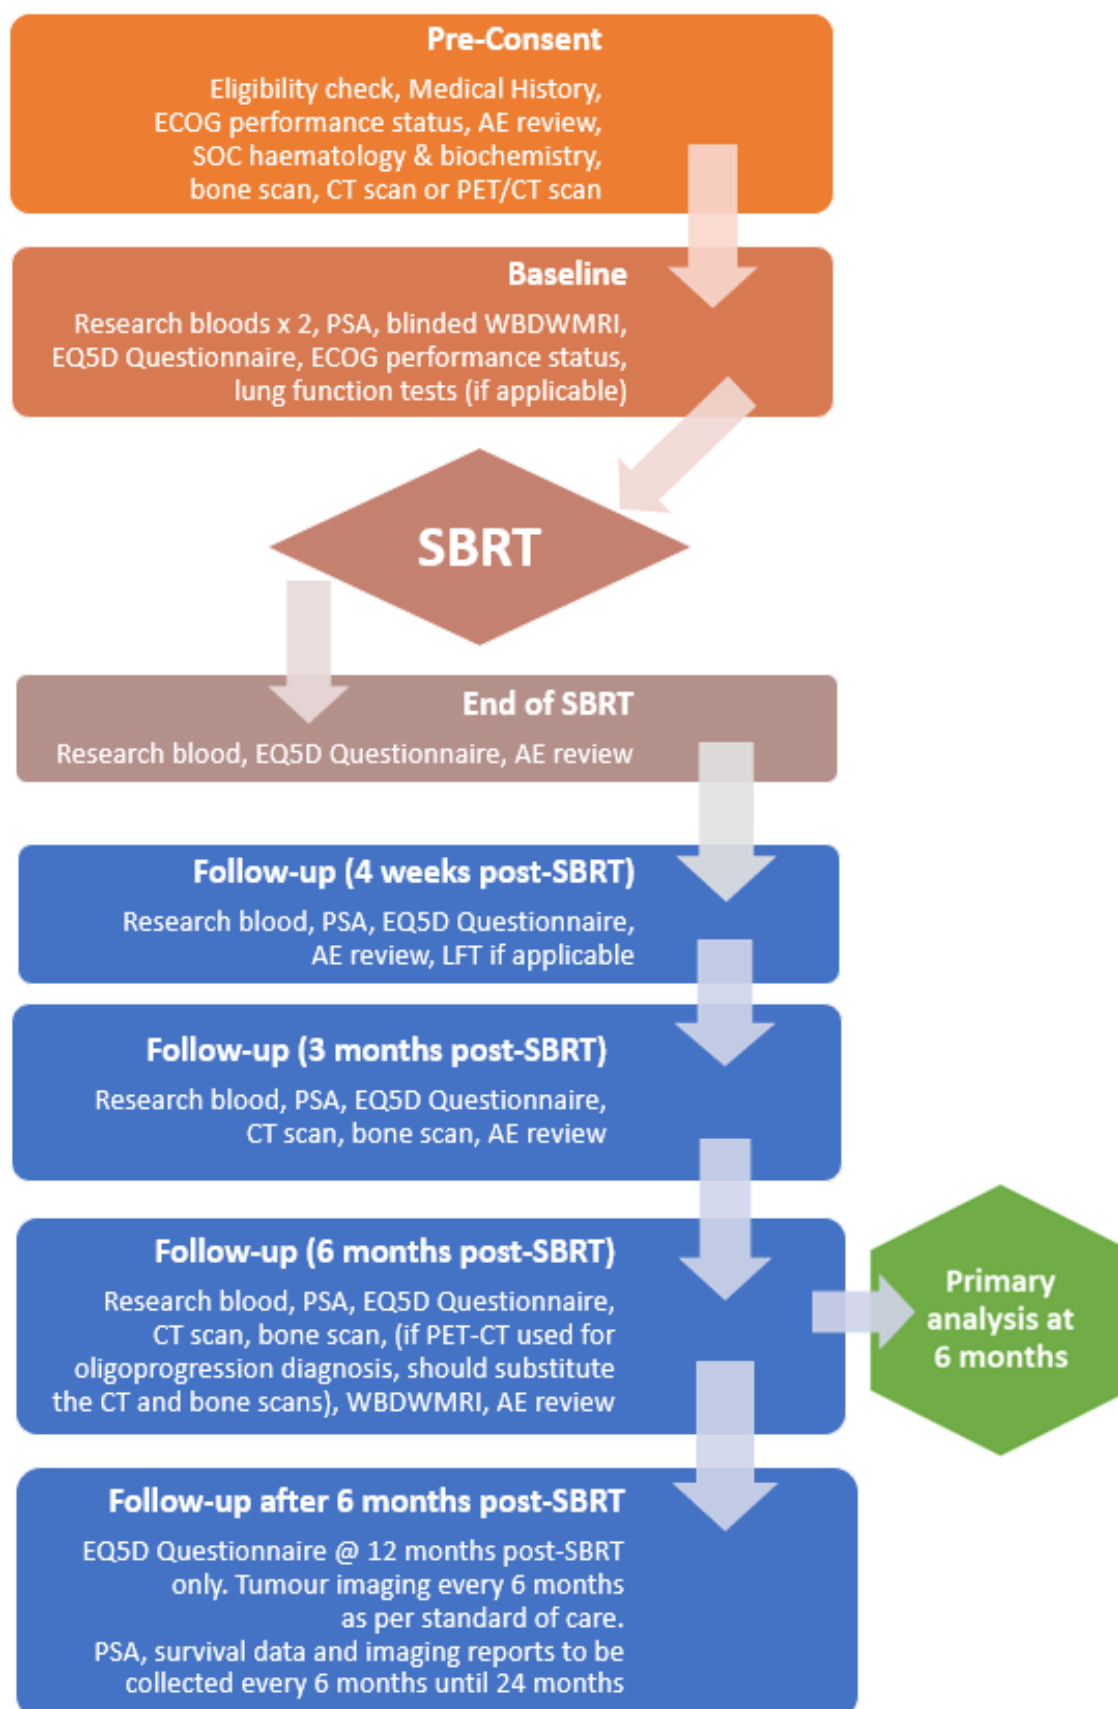 Pre-Consent
Eligibility check, Medical History,
ECOG performance status, AE review,
SOC haematology & biochemistry,
bone scan, CT scan or PET/CT scan
Baseline
Research bloods x 2, PSA, blinded WBDWMRI,
EQ5D Questionnaire, ECOG performance status,
lung function tests (if applicable)
SBRT
End of SBRT
Research blood, EQ5D Questionnaire, AE review
Follow-up (4 weeks post-SBRT)
Research blood, PSA, EQ5D Questionnaire,
AE review, LFT if applicable
Follow-up (3 months post-SBRT)
Research blood, PSA, EQ5D Questionnaire,
CT scan, bone scan, AE review
Follow-up (6 months post-SBRT)
Research blood, PSA, EQ5D Questionnaire,
CT scan, bone scan, (if PET-CT used for
oligoprogression diagnosis, should substitute
the CT and bone scans), WBDWMRI, AE review
Primary
analysis at
6 months
Follow-up after 6 months post-SBRT
EQ5D Questionnaire @ 12 months post-SBRT
only. Tumour imaging every 6 months
as per standard of care.
PSA, survival data and imaging reports to be
collected every 6 months until 24 months